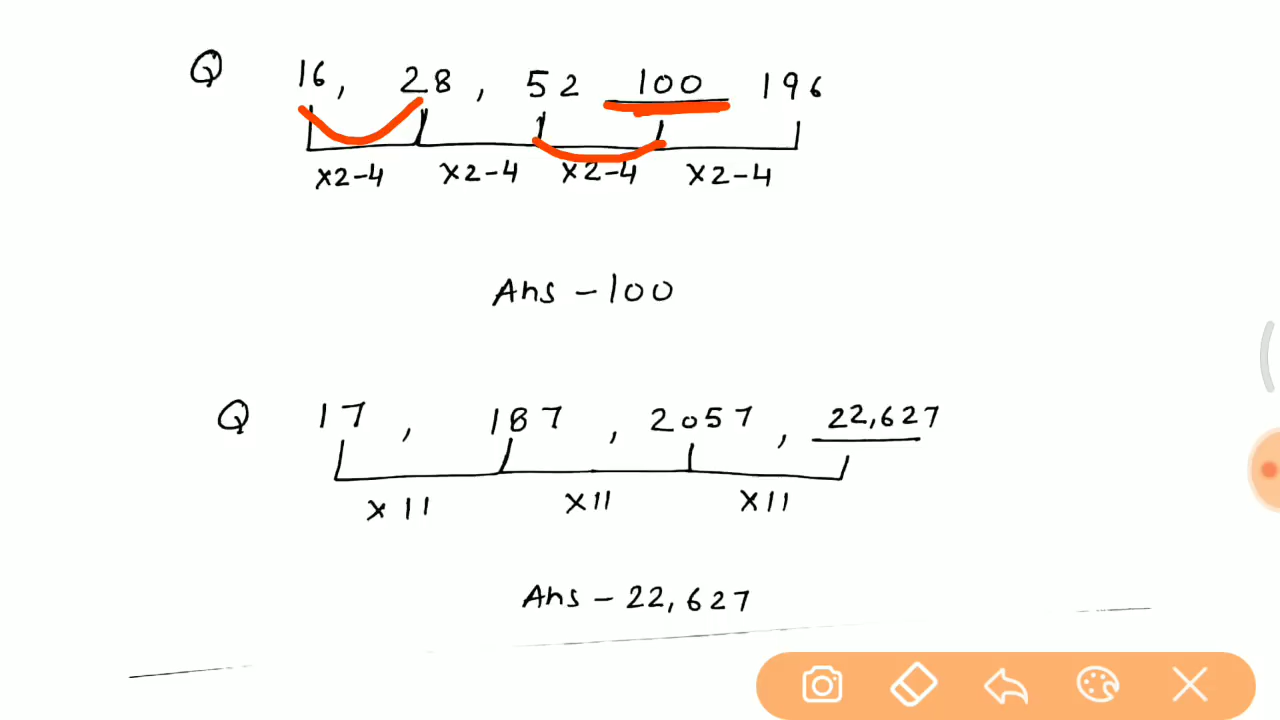 Q 16, 28, 52 100 196
x2-4 x2-4 x2-4 x2-4
Ans - 100
Q 17, 187, 2057, 22,627
x11 x11 x11
Ans - 22,627